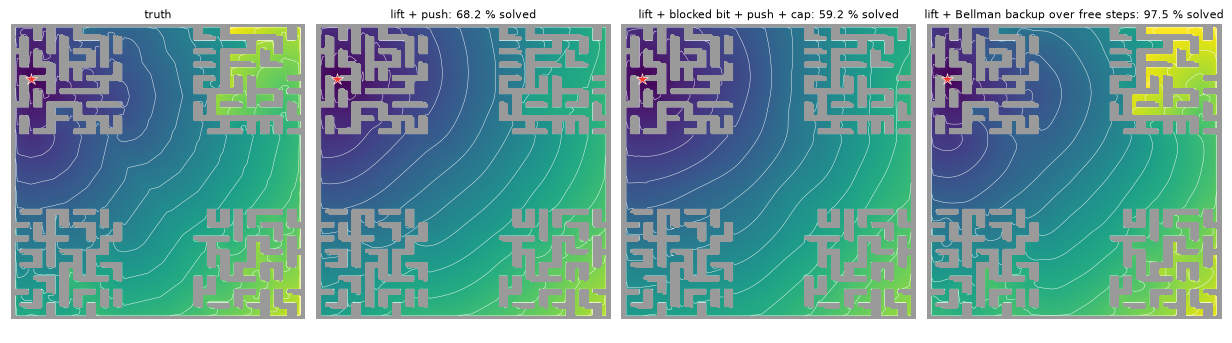 truth
lift + push: 68.2 % solved
lift + blocked bit + push + cap: 59.2 % solved
lift + Bellman backup over free steps: 97.5 % solved